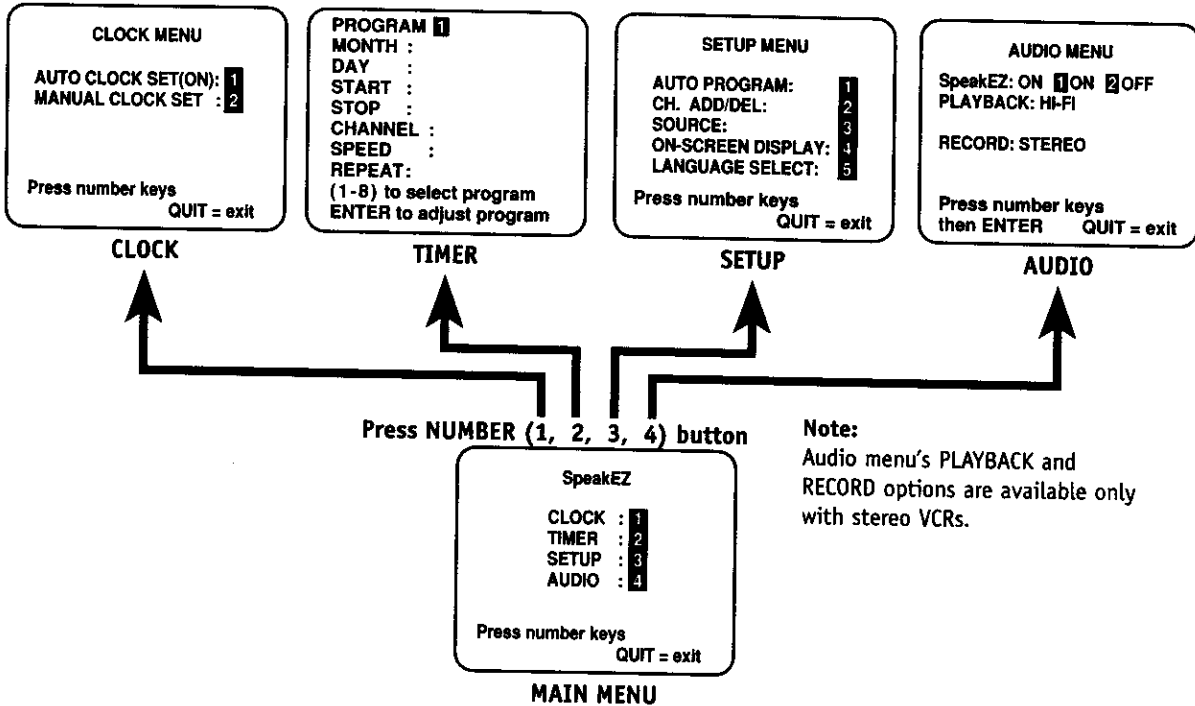 CLOCK MENU
AUTO CLOCK SET(ON): 1
MANUAL CLOCK SET : 2
Press number keys
QUIT = exit
CLOCK
PROGRAM 1
MONTH :
DAY :
START :
STOP :
CHANNEL :
SPEED :
REPEAT:
(1-8) to select program
ENTER to adjust program
TIMER
SETUP MENU
AUTO PROGRAM: 1
CH. ADD/DEL: 2
SOURCE: 3
ON-SCREEN DISPLAY: 4
LANGUAGE SELECT: 5
Press number keys
QUIT = exit
SETUP
AUDIO MENU
SpeakEZ: ON 1 ON 2 OFF
PLAYBACK: HI-FI
RECORD: STEREO
Press number keys
then ENTER QUIT = exit
AUDIO
Press NUMBER (1, 2, 3, 4) button
SpeakEZ
CLOCK : 1
TIMER : 2
SETUP : 3
AUDIO : 4
Press number keys
QUIT = exit
MAIN MENU
Note:
Audio menu's PLAYBACK and
RECORD options are available only
with stereo VCRs.